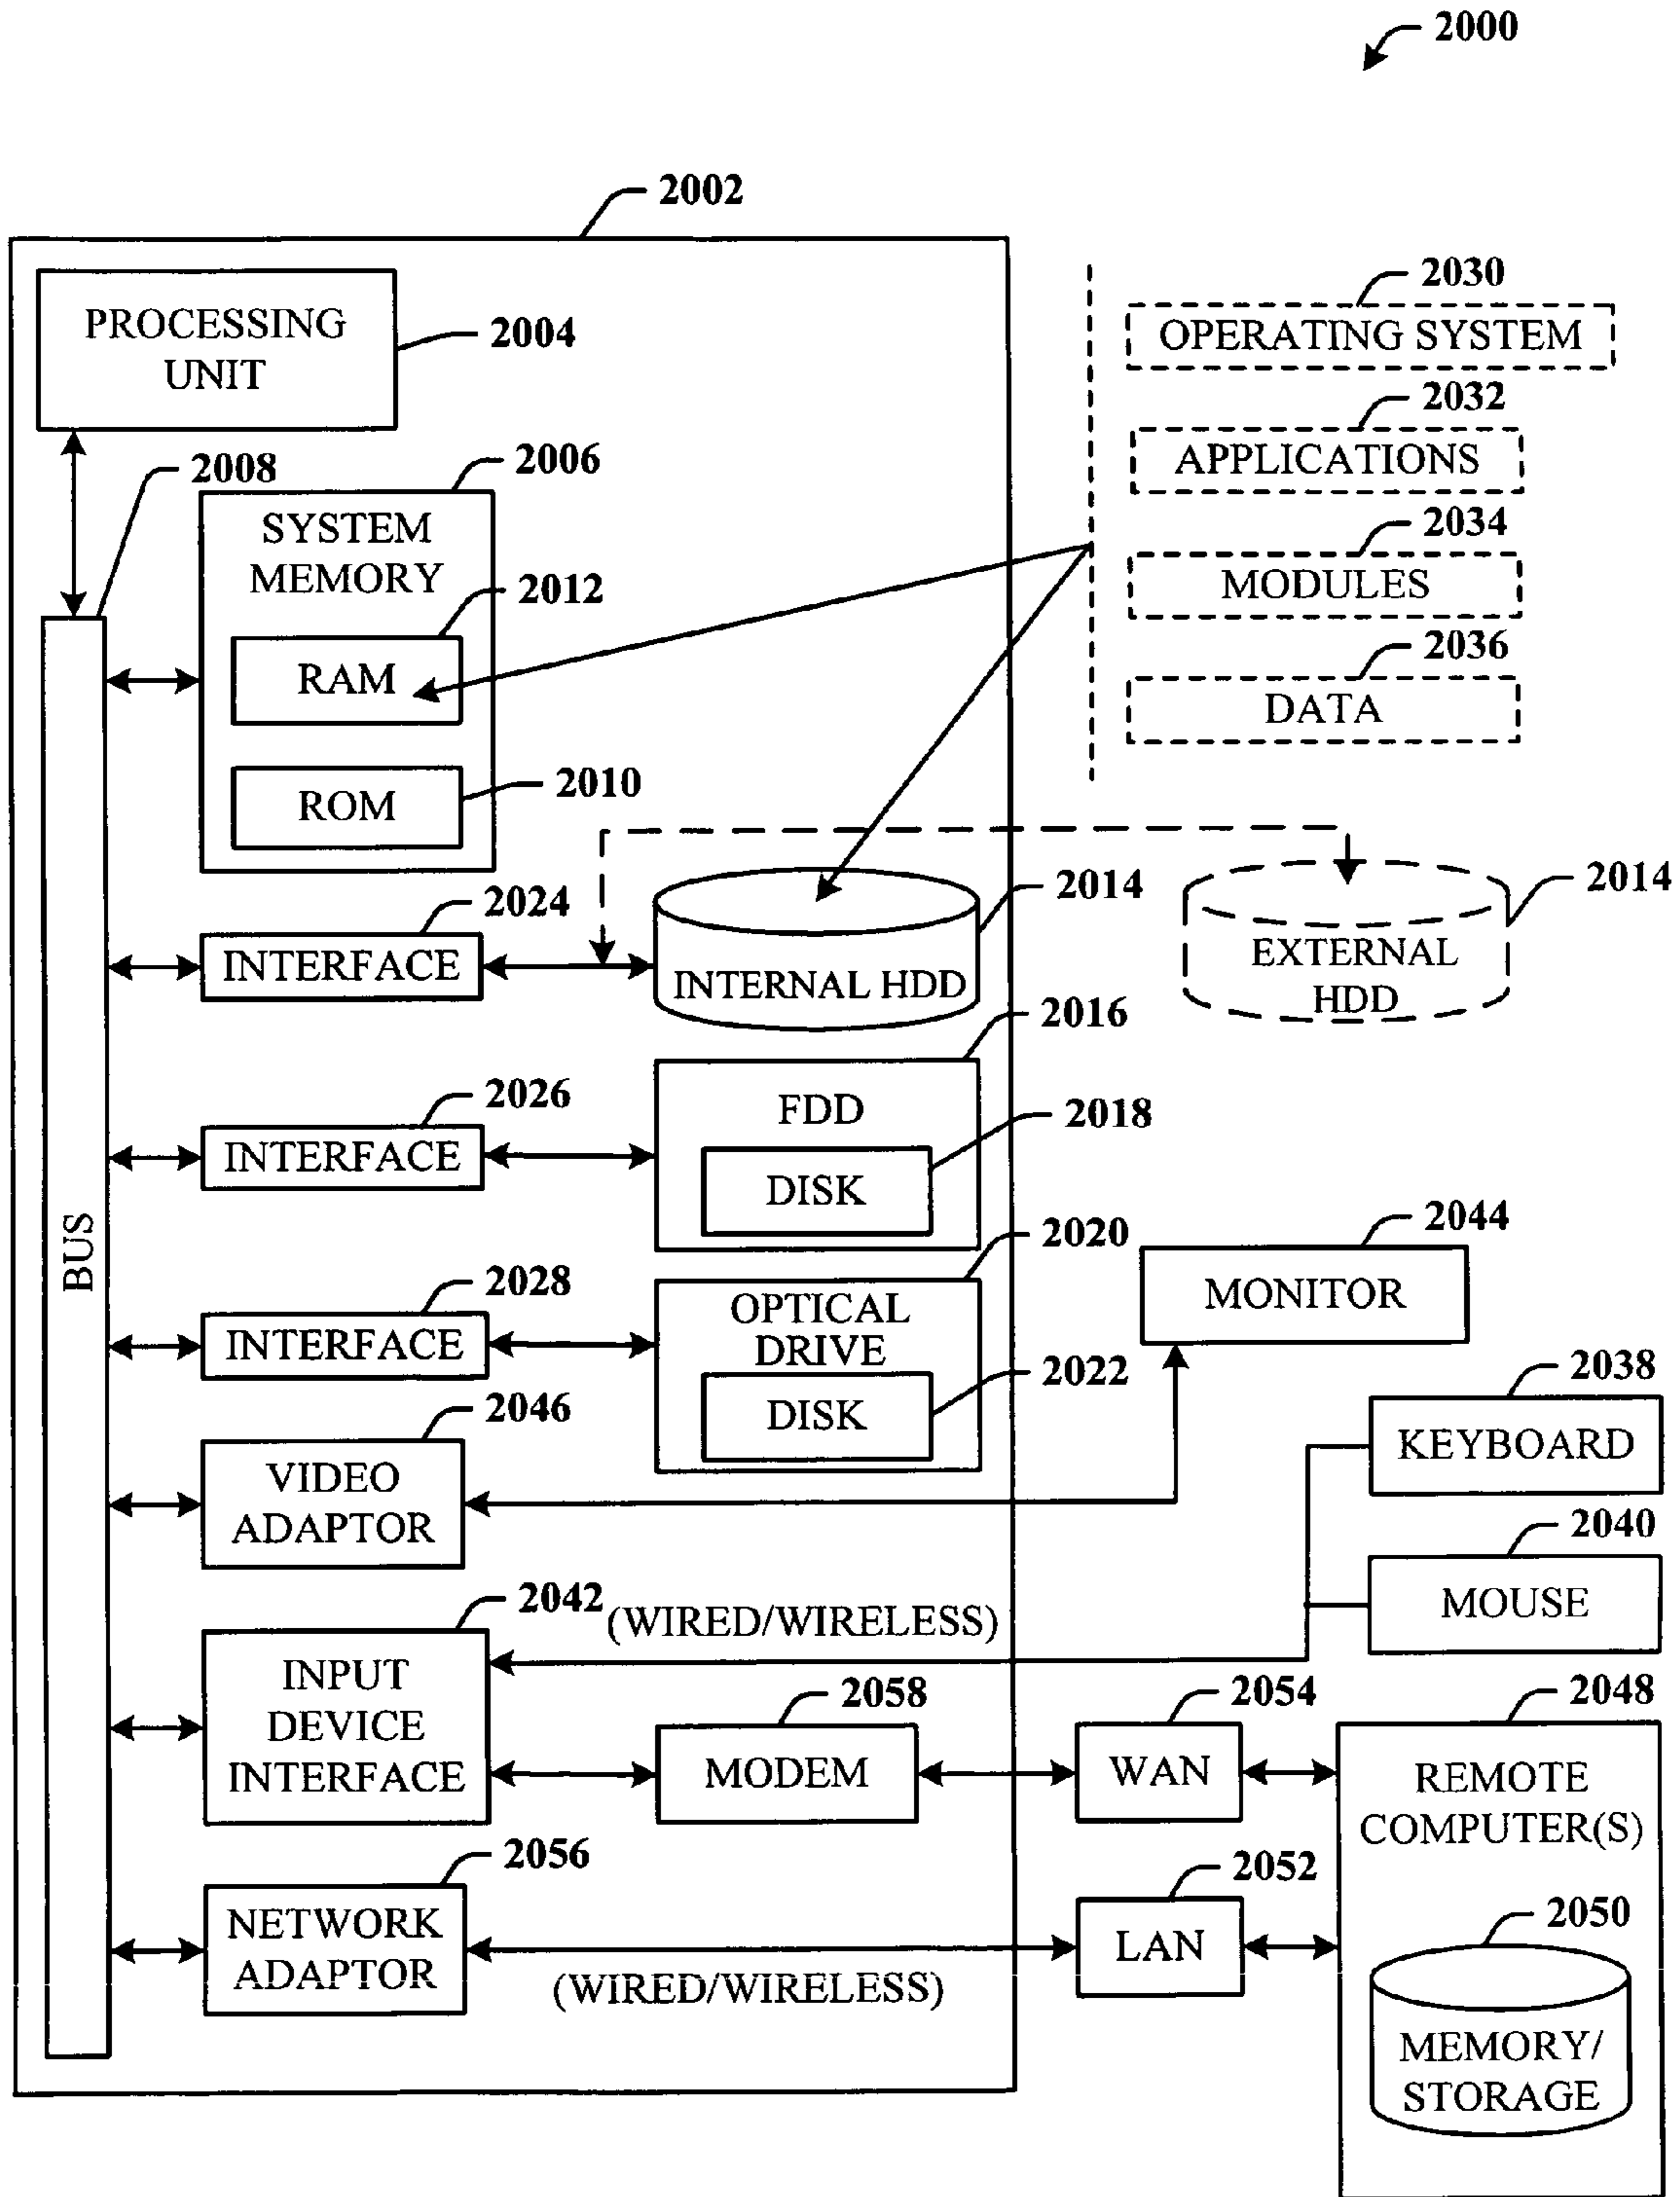 2000
2002
PROCESSING
UNIT
2004
2030
OPERATING SYSTEM
2032
APPLICATIONS
2034
MODULES
2036
DATA
2008
2006
SYSTEM
MEMORY
2012
RAM
ROM
2010
BUS
2024
INTERFACE
INTERNAL HDD
2014
EXTERNAL
HDD
2014
2026
INTERFACE
2016
FDD
2018
DISK
2028
INTERFACE
2020
OPTICAL
DRIVE
2022
DISK
2044
MONITOR
2046
VIDEO
ADAPTOR
2038
KEYBOARD
2040
MOUSE
2042
(WIRED/WIRELESS)
INPUT
DEVICE
INTERFACE
2058
MODEM
2054
WAN
2048
REMOTE
COMPUTER(S)
2056
NETWORK
ADAPTOR
(WIRED/WIRELESS)
2052
LAN
2050
MEMORY/
STORAGE